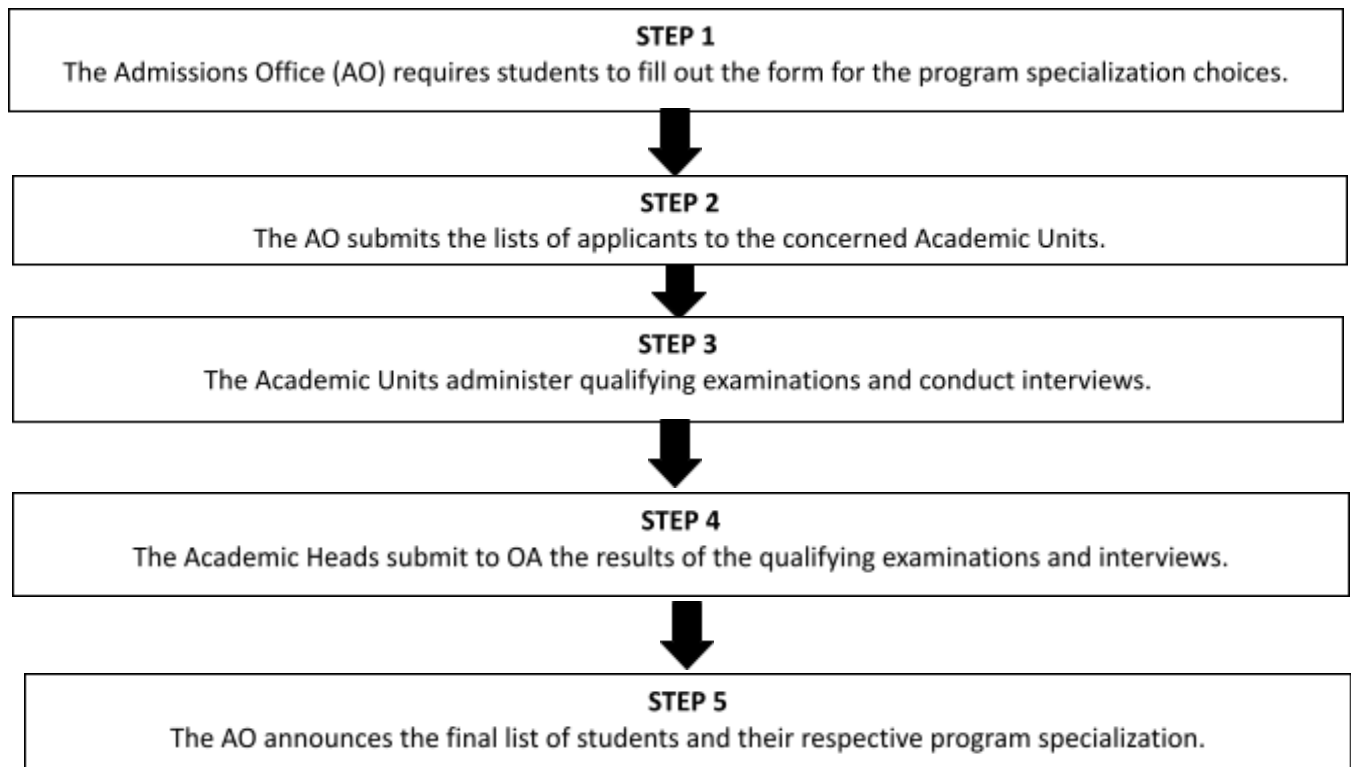 STEP 1
The Admissions Office (AO) requires students to fill out the form for the program specialization choices.
STEP 2
The AO submits the lists of applicants to the concerned Academic Units.
STEP 3
The Academic Units administer qualifying examinations and conduct interviews.
STEP 4
The Academic Heads submit to OA the results of the qualifying examinations and interviews.
STEP 5
The AO announces the final list of students and their respective program specialization.